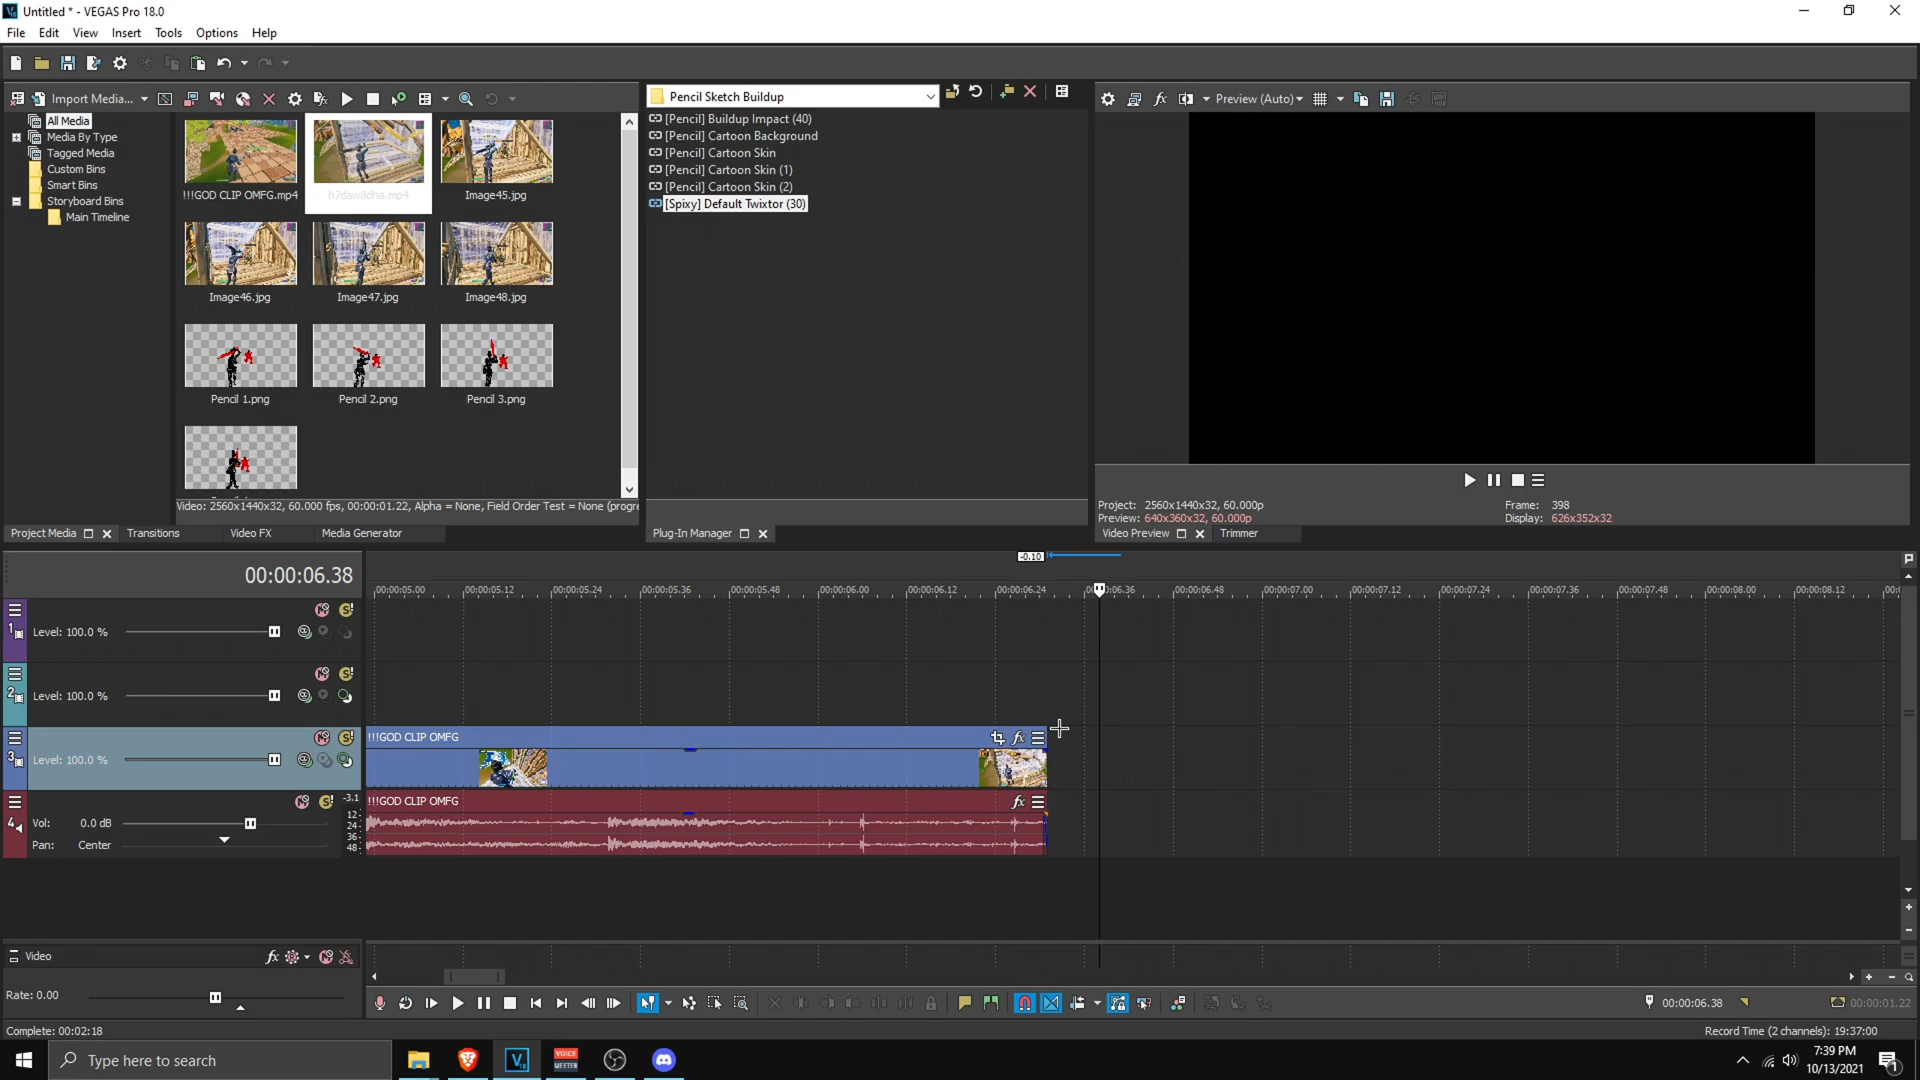 Untitled * - VEGAS Pro 18.0
File Edit View Insert Tools Options Help
Import Media...
Pencil Sketch Buildup
Preview (Auto)
All Media
Media By Type
Tagged Media
Custom Bins
Smart Bins
Storyboard Bins
Main Timeline
!!!GOD CLIP OMFG.mp4
h7daw8dha.mp4
Image45.jpg
Image46.jpg
Image47.jpg
Image48.jpg
Pencil 1.png
Pencil 2.png
Pencil 3.png
Video: 2560x1440x32, 60.000 fps, 00:00:01.22, Alpha = None, Field Order Test = None (progre
[Pencil] Buildup Impact (40)
[Pencil] Cartoon Background
[Pencil] Cartoon Skin
[Pencil] Cartoon Skin (1)
[Pencil] Cartoon Skin (2)
[Spixy] Default Twixtor (30)
Project: 2560x1440x32, 60.000p
Preview: 640x360x32, 60.000p
Frame: 398
Display: 626x352x32
Project Media
Transitions
Video FX
Media Generator
Plug-In Manager
Video Preview
Trimmer
-0.10
00:00:06.38
00:00:05.00 00:00:05.12 00:00:05.24 00:00:05.36 00:00:05.48 00:00:06.00 00:00:06.12 00:00:06.24 00:00:06.36 00:00:06.48 00:00:07.00 00:00:07.12 00:00:07.24 00:00:07.36 00:00:07.48 00:00:08.00 00:00:08.12
1
Level: 100.0 %
2
Level: 100.0 %
3
Level: 100.0 %
!!!GOD CLIP OMFG
4
Vol: 0.0 dB
Pan: Center
-3.1
12
24
36
48
!!!GOD CLIP OMFG
Video
Rate: 0.00
00:00:06.38
00:00:01.22
Complete: 00:02:18
Record Time (2 channels): 19:37:00
Type here to search
VOICE
MEETER
7:39 PM
10/13/2021
1